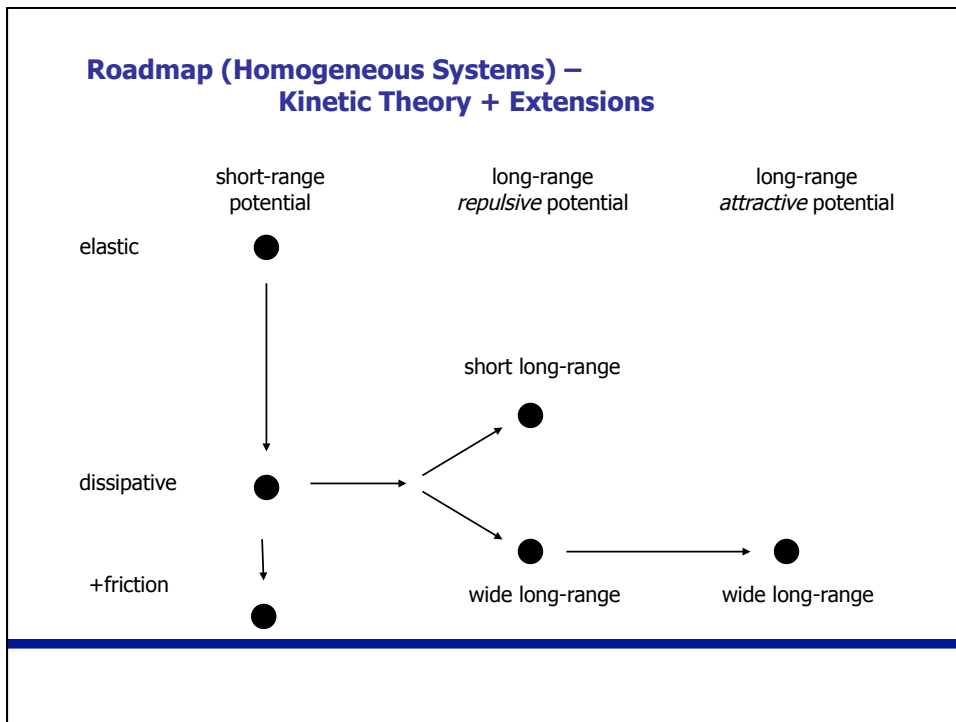 Roadmap (Homogeneous Systems) –
Kinetic Theory + Extensions
short-range
potential
long-range
repulsive potential
long-range
attractive potential
elastic
short long-range
dissipative
+friction
wide long-range
wide long-range